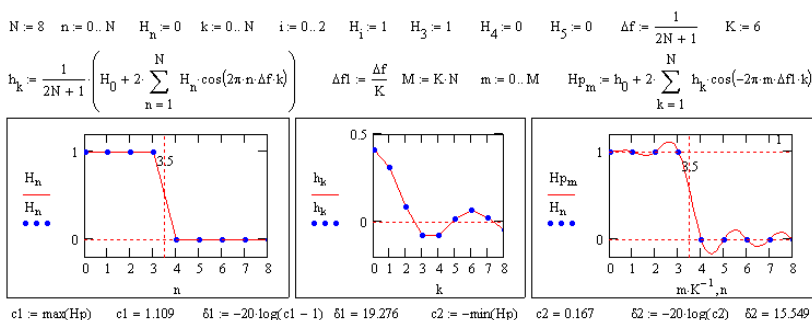 N := 8 n := 0.. N H_n := 0 k := 0.. N i := 0.. 2 H_i := 1 H_3 := 1 H_4 := 0 H_5 := 0 Δf := 1/(2N + 1) K := 6
h_k := 1/(2N + 1)·(H_0 + 2·∑_{n = 1}^{N} H_n·cos(2π·n·Δf·k)) Δf1 := Δf/K M := K·N m := 0.. M Hp_m := h_0 + 2·∑_{k = 1}^{N} h_k·cos(-2π·m·Δf1·k)
H_n
H_n
1
0
3.5
0 1 2 3 4 5 6 7 8
n
h_k
h_k
0.5
0
0 1 2 3 4 5 6 7 8
k
Hp_m
H_n
1
0
1
3.5
0 1 2 3 4 5 6 7 8
m·K^-1, n
c1 := max(Hp) c1 = 1.109 δ1 := -20·log(c1 - 1) δ1 = 19.276 c2 := -min(Hp) c2 = 0.167 δ2 := -20·log(c2) δ2 = 15.548